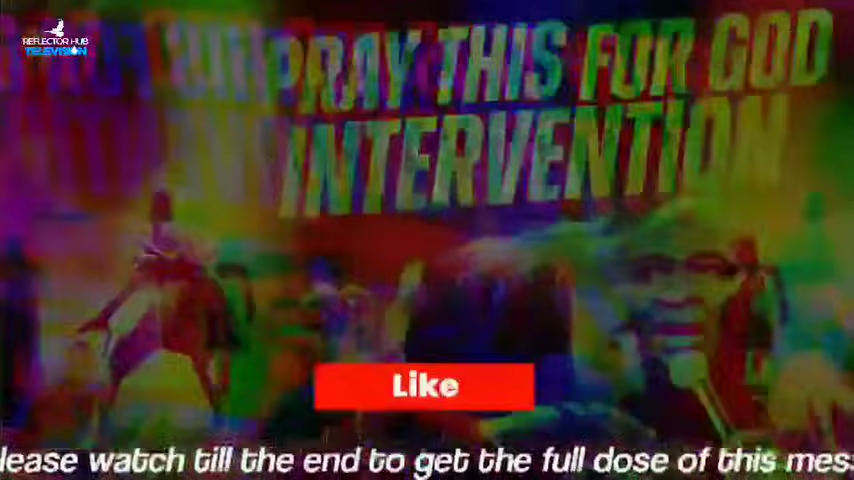 REFLECTOR HUB
TELEVISION
PRAY THIS FOR GOD
INTERVENTION
Like
lease watch till the end to get the full dose of this mess